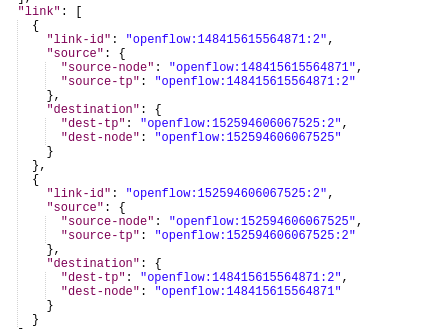 "link": [
{
"link-id": "openflow:148415615564871:2",
"source": {
"source-node": "openflow:148415615564871",
"source-tp": "openflow:148415615564871:2"
},
"destination": {
"dest-tp": "openflow:152594606067525:2",
"dest-node": "openflow:152594606067525"
}
},
{
"link-id": "openflow:152594606067525:2",
"source": {
"source-node": "openflow:152594606067525",
"source-tp": "openflow:152594606067525:2"
},
"destination": {
"dest-tp": "openflow:148415615564871:2",
"dest-node": "openflow:148415615564871"
}
}